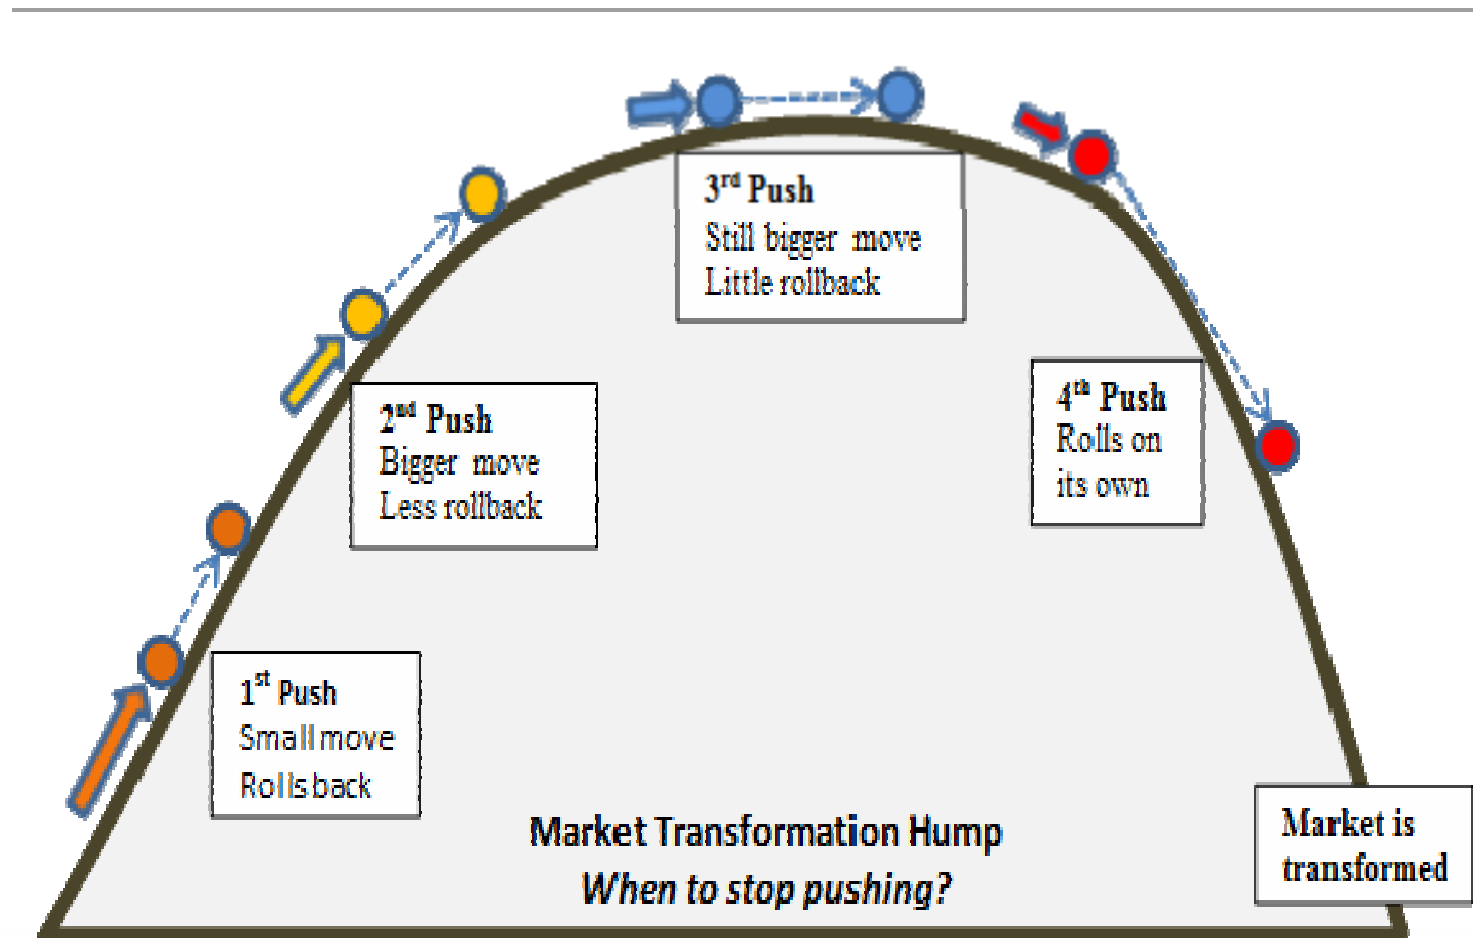 3rd Push
Still bigger move
Little rollback
4th Push
Rolls on
its own
2nd Push
Bigger move
Less rollback
1st Push
Small move
Rolls back
Market Transformation Hump
When to stop pushing?
Market is
transformed